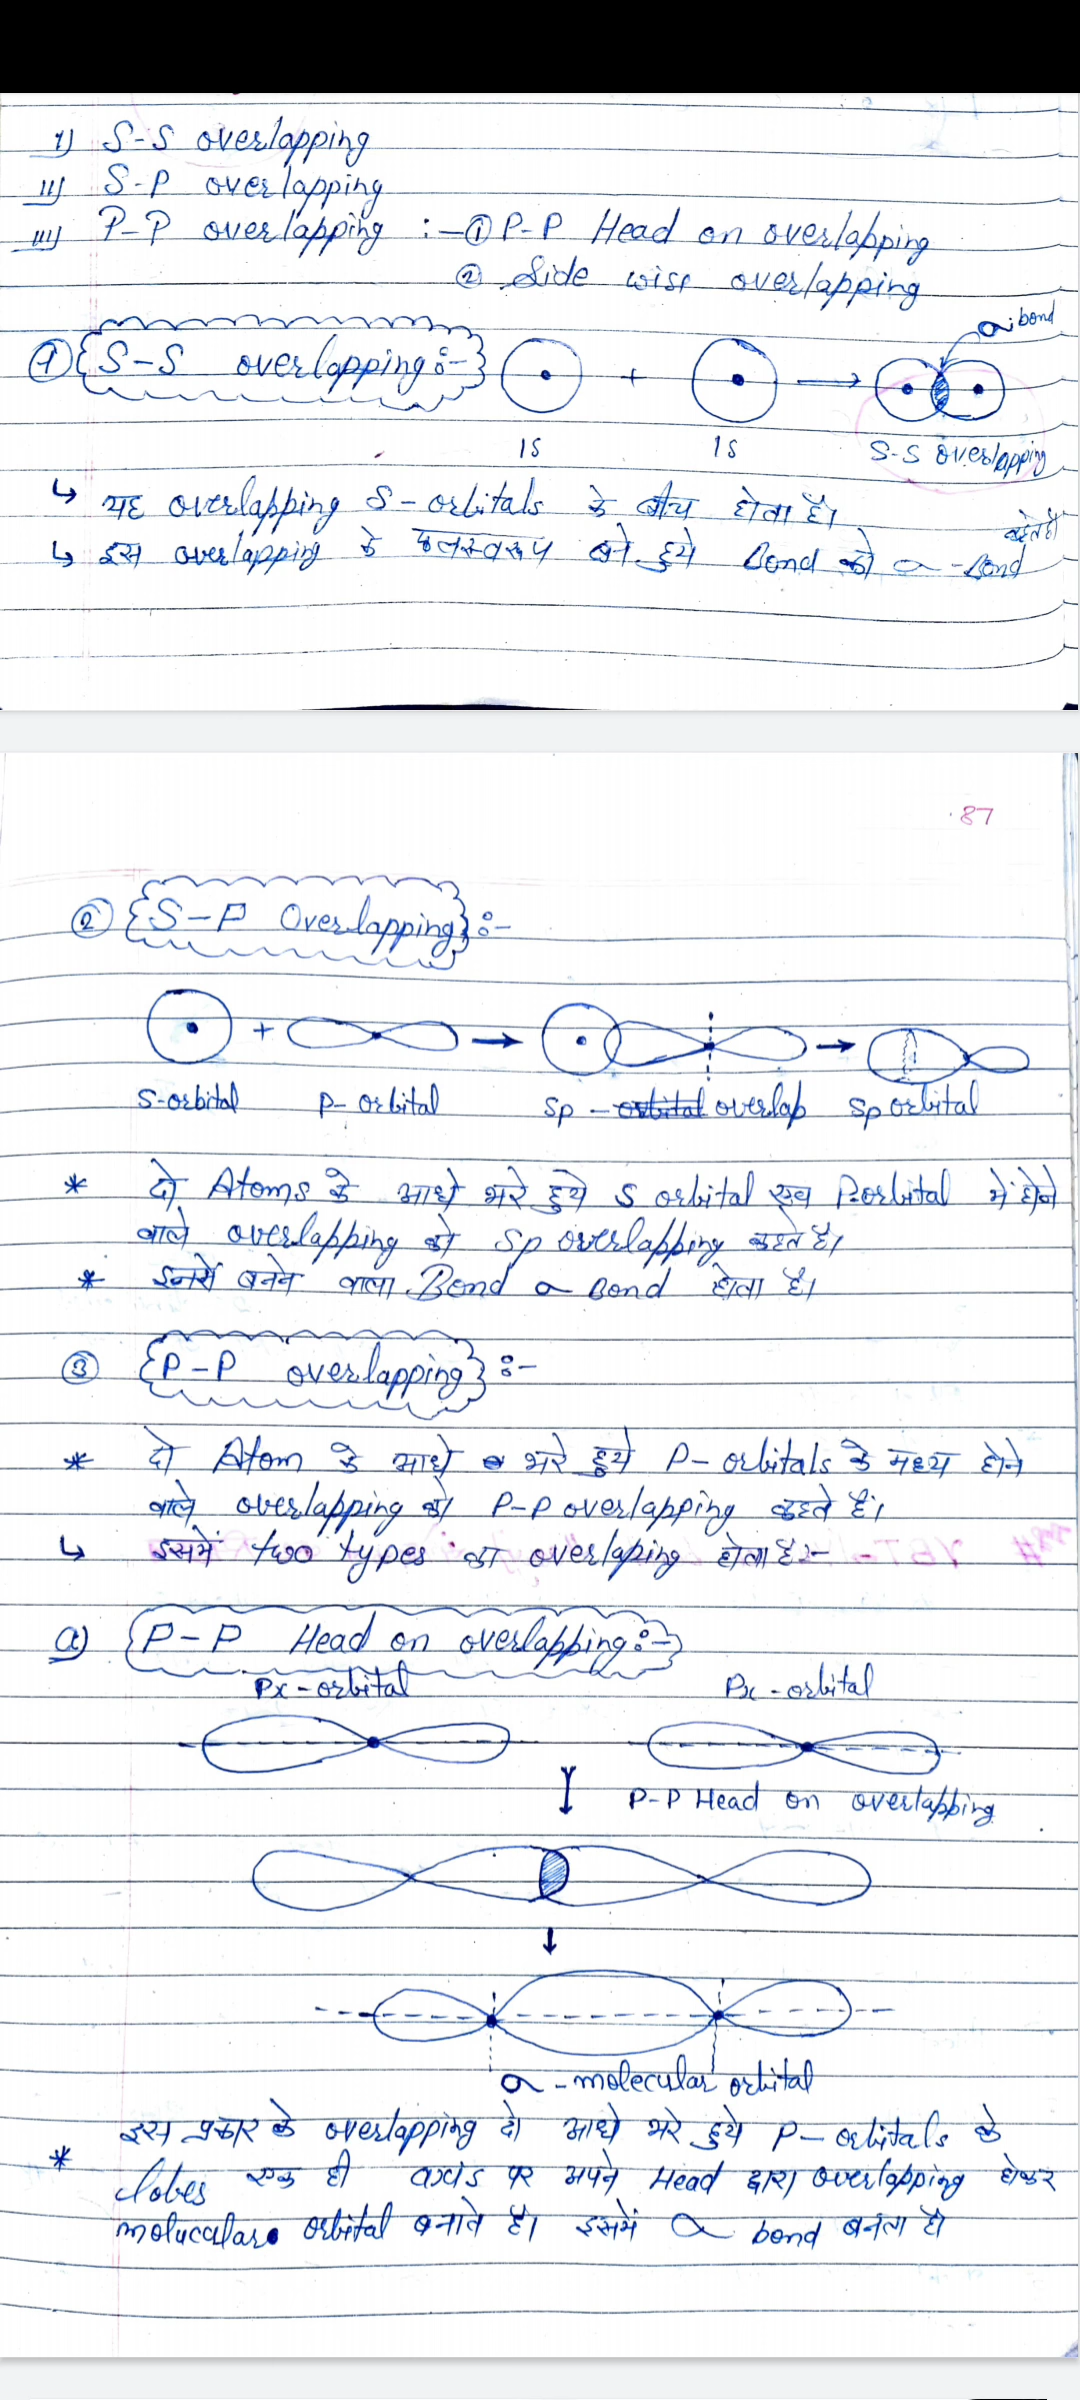 I) S-S overlapping
II) S-P overlapping
III) P-P overlapping :- ① P-P Head on overlapping
② Side wise overlapping
① {S-S overlapping :-} + → σ bond
1S 1S S-S overlapping
↳ यह overlapping S-orbitals के बीच होता है।
↳ इस overlapping के फलस्वरूप बने हुये Bond को σ-Bond कहते है।
87
② {S-P Overlapping} :-
+ → →
S-orbital P-orbital Sp - overlap Sp orbital
* दो Atoms के आधे भरे हुये S orbital एवं P-orbital में होने
वाले overlapping को Sp overlapping कहते है।
* इनसे बनने वाला Bond σ Bond होता है।
③ {P-P overlapping} :-
* दो Atom के आधे भरे हुये P-orbitals के मध्य होने
वाले overlapping को P-P overlapping कहते हैं।
↳ इसमें two types का overlaping होता है :-
a) {P-P Head on overlapping :-}
Px-orbital Px-orbital
P-P Head on overlapping
σ-molecular orbital
* इस प्रकार के overlapping दो आधे भरे हुये P-orbitals के
lobes एक ही axis पर अपने Head द्वारा overlapping होकर
moluculare orbital बनाते है। इसमें σ bond बनता है